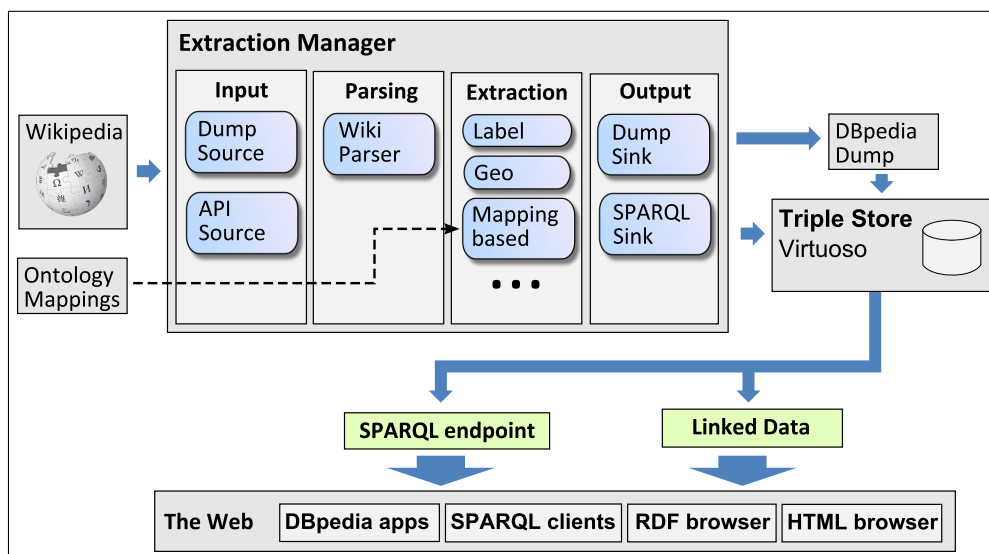 Extraction Manager
Input
Parsing
Extraction
Output
Wikipedia
Dump
Source
Wiki
Parser
Label
Dump
Sink
DBpedia
Dump
Geo
API
Source
Mapping
based
SPARQL
Sink
Triple Store
Virtuoso
Ontology
Mappings
...
SPARQL endpoint
Linked Data
The Web
DBpedia apps
SPARQL clients
RDF browser
HTML browser